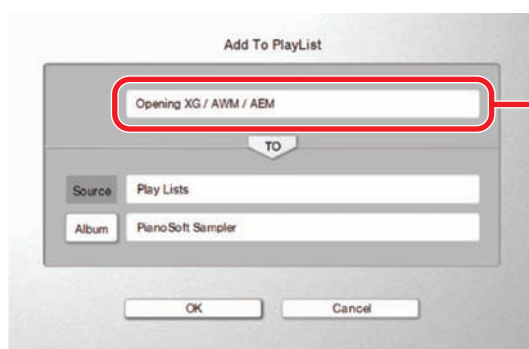 Add To PlayList
Opening XG / AWM / AEM
TO
Source
Play Lists
Album
PianoSoft Sampler
OK
Cancel